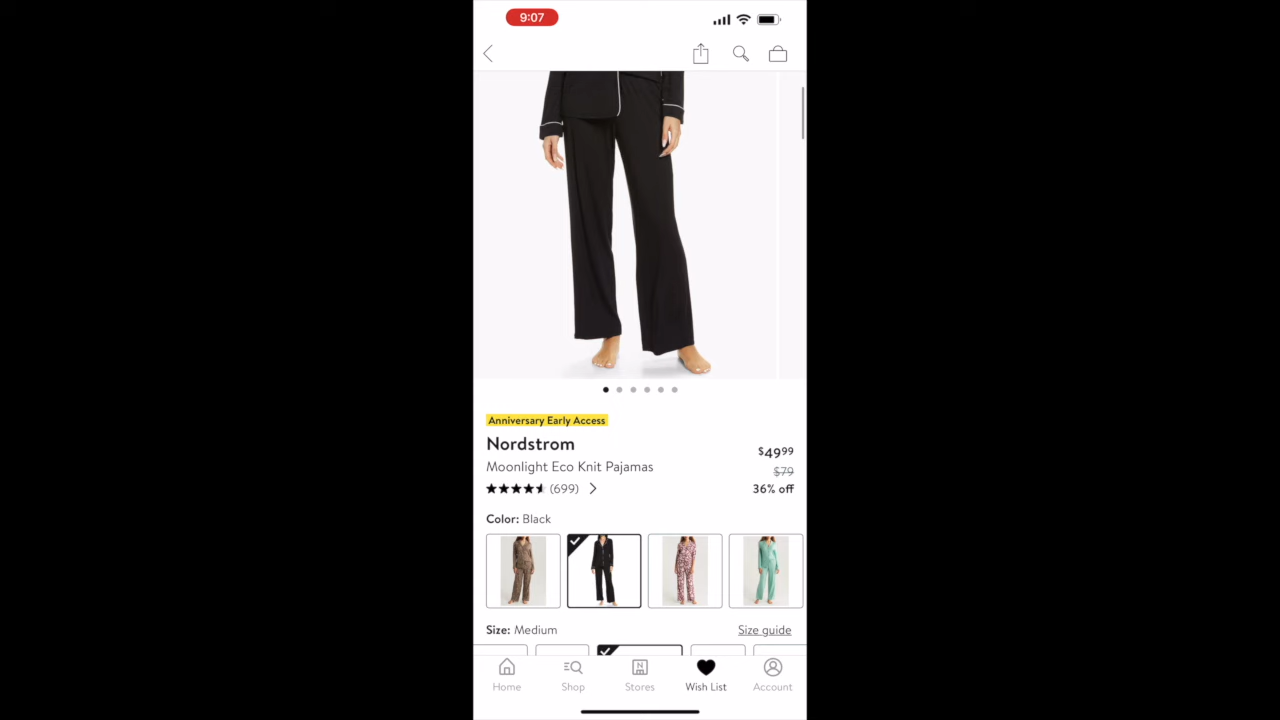 9:07
Anniversary Early Access
Nordstrom
$49.99
Moonlight Eco Knit Pajamas
$79
(699)
36% off
Color: Black
Size: Medium
Size guide
N
Home
Shop
Stores
Wish List
Account